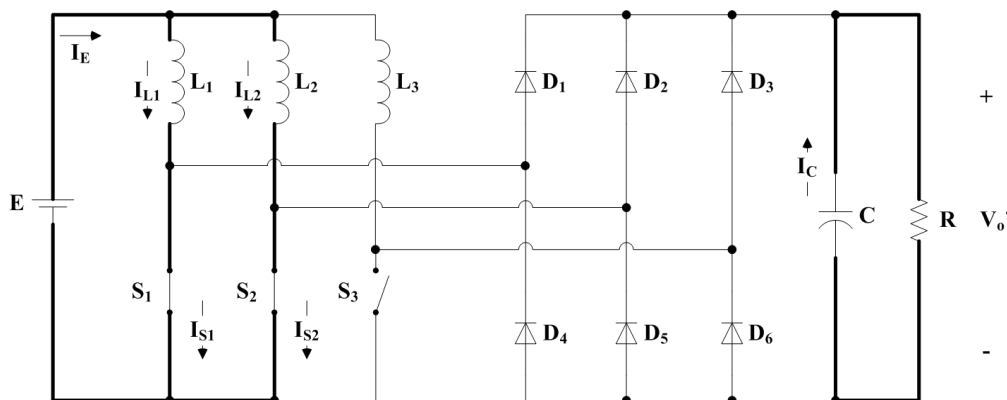 I_E
I_L1 L_1 I_L2 L_2 L_3 D_1 D_2 D_3 +
E I_C C R V_o
S_1 S_2 S_3
I_S1 I_S2 D_4 D_5 D_6 -